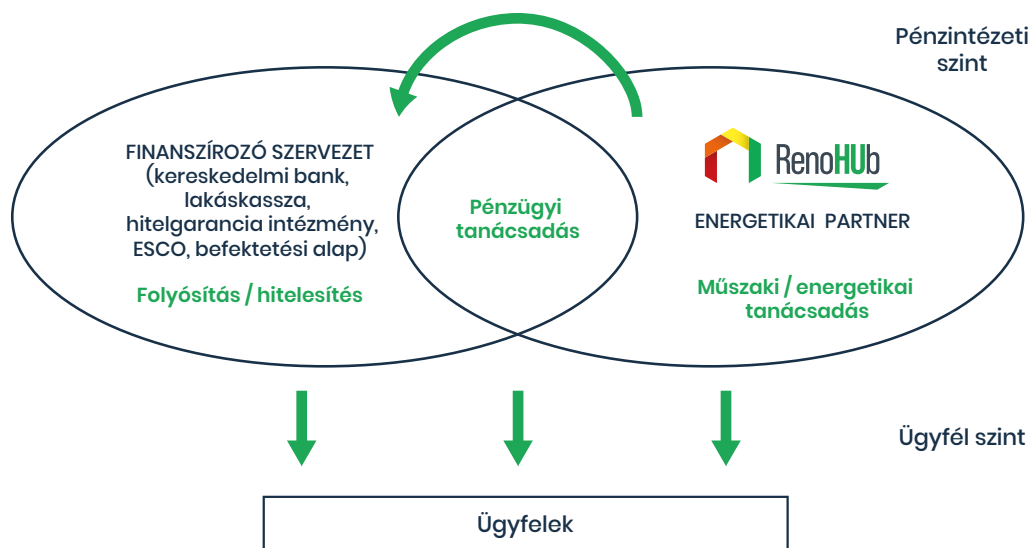 Pénzintézeti
szint
FINANSZÍROZÓ SZERVEZET
(kereskedelmi bank,
lakáskassza,
hitelgarancia intézmény,
ESCO, befektetési alap)
Folyósítás / hitelesítés
Pénzügyi
tanácsadás
RenoHUb
ENERGETIKAI PARTNER
Műszaki / energetikai
tanácsadás
Ügyfél szint
Ügyfelek